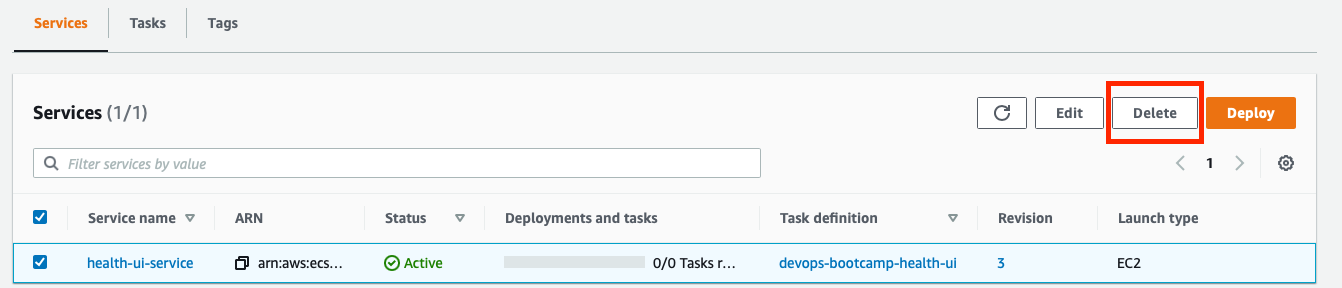 Services Tasks Tags
Services (1/1) Edit Delete Deploy
Filter services by value 1
Service name ARN Status Deployments and tasks Task definition Revision Launch type
health-ui-service arn:aws:ecs... Active 0/0 Tasks r... devops-bootcamp-health-ui 3 EC2